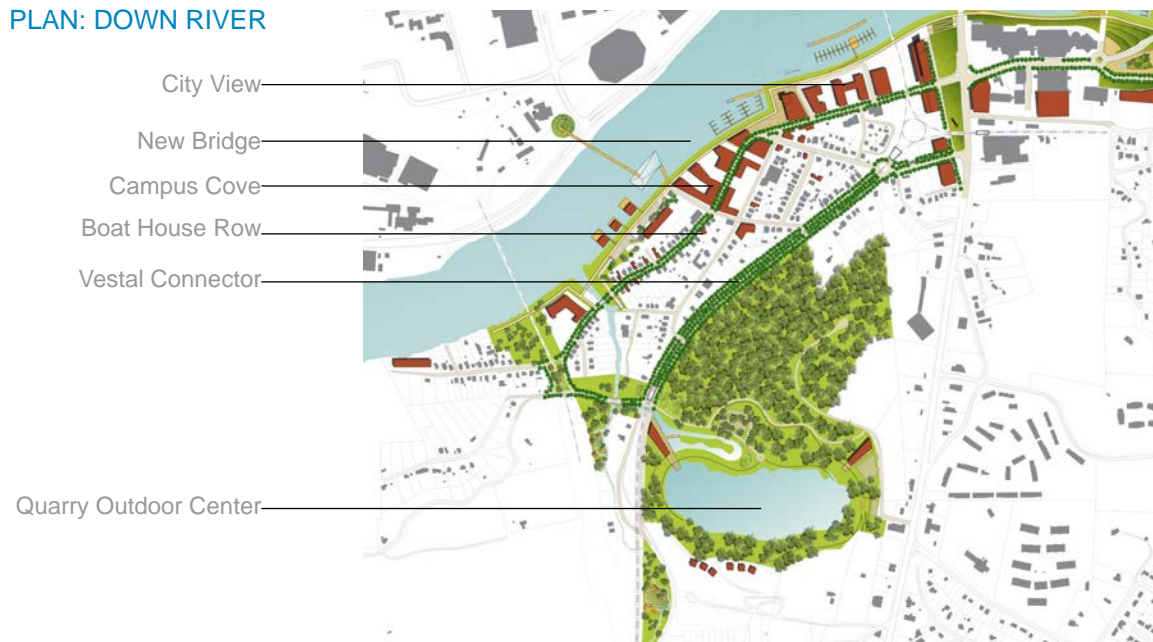 PLAN: DOWN RIVER
City View
New Bridge
Campus Cove
Boat House Row
Vestal Connector
Quarry Outdoor Center